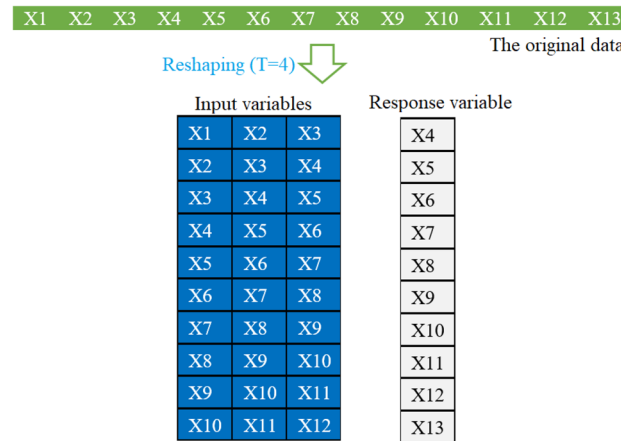 X1 X2 X3 X4 X5 X6 X7 X8 X9 X10 X11 X12 X13
The original data
Reshaping (T=4)
Input variables Response variable
X1 X2 X3 X4
X2 X3 X4 X5
X3 X4 X5 X6
X4 X5 X6 X7
X5 X6 X7 X8
X6 X7 X8 X9
X7 X8 X9 X10
X8 X9 X10 X11
X9 X10 X11 X12
X10 X11 X12 X13